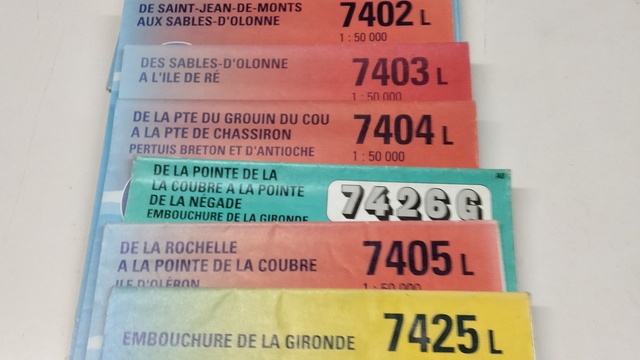 DE SAINT-JEAN-DE-MONTS
AUX SABLES-D'OLONNE
7402 L
1 : 50 000
DES SABLES-D'OLONNE
A L'ILE DE RÉ
7403 L
1 : 50 000
DE LA PTE DU GROUIN DU COU
A LA PTE DE CHASSIRON
PERTUIS BRETON ET D'ANTIOCHE
7404 L
1 : 50 000
DE LA POINTE DE LA
LA COUBRE A LA POINTE
DE LA NÉGADE
EMBOUCHURE DE LA GIRONDE
7426 G
DE LA ROCHELLE
A LA POINTE DE LA COUBRE
ILE D'OLÉRON
7405 L
1 : 50 000
EMBOUCHURE DE LA GIRONDE
7425 L